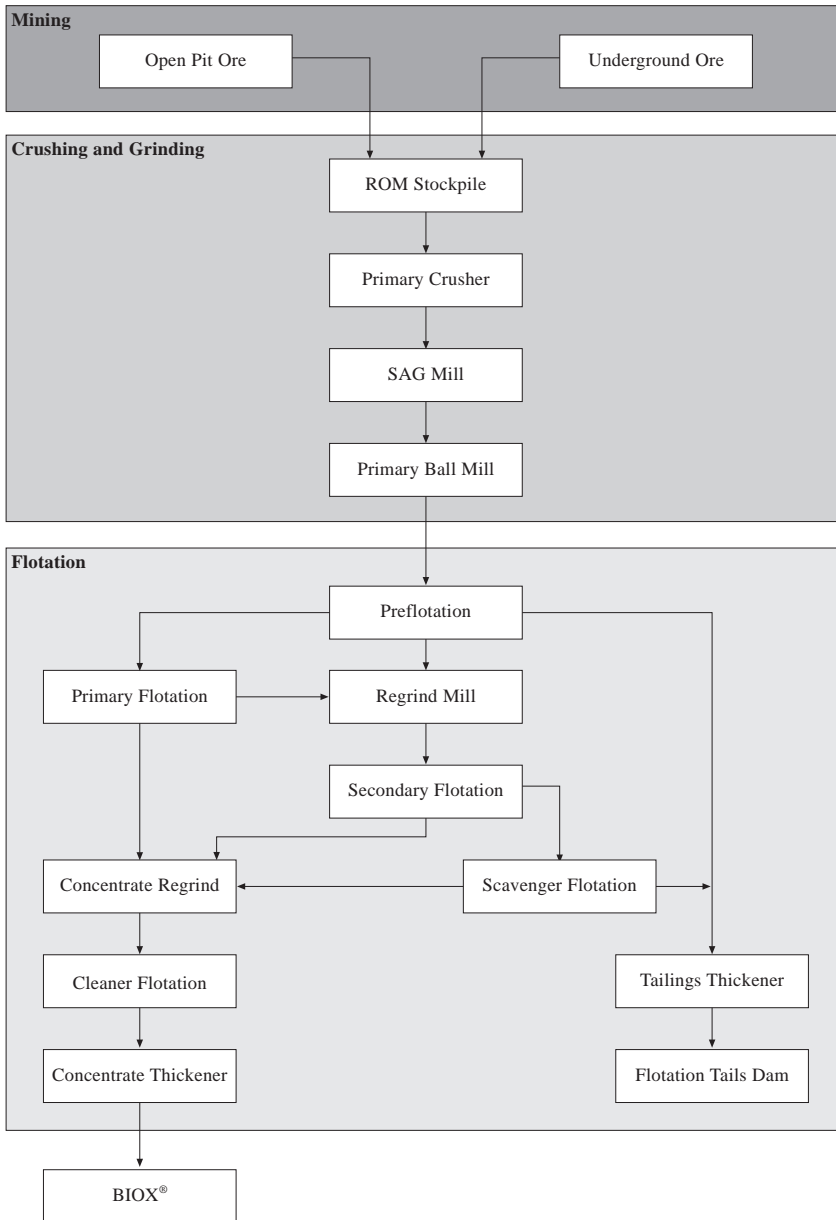 Mining
Open Pit Ore
Underground Ore
Crushing and Grinding
ROM Stockpile
Primary Crusher
SAG Mill
Primary Ball Mill
Flotation
Preflotation
Primary Flotation
Regrind Mill
Secondary Flotation
Concentrate Regrind
Scavenger Flotation
Cleaner Flotation
Tailings Thickener
Concentrate Thickener
Flotation Tails Dam
BIOX®